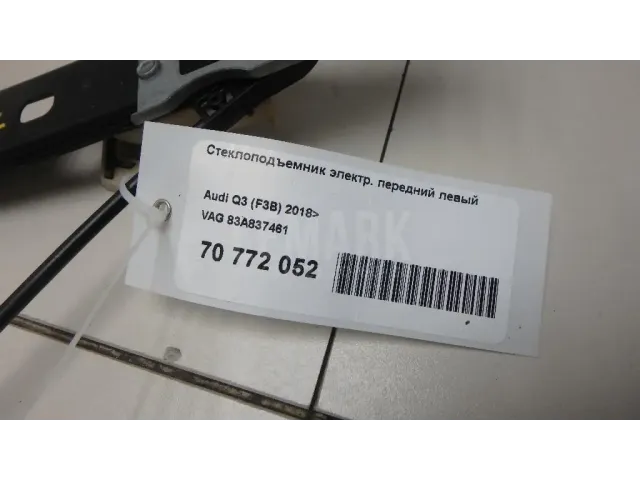 Стеклоподъемник электр. передний левый
Audi Q3 (F3B) 2018>
VAG 83A837461
70 772 052